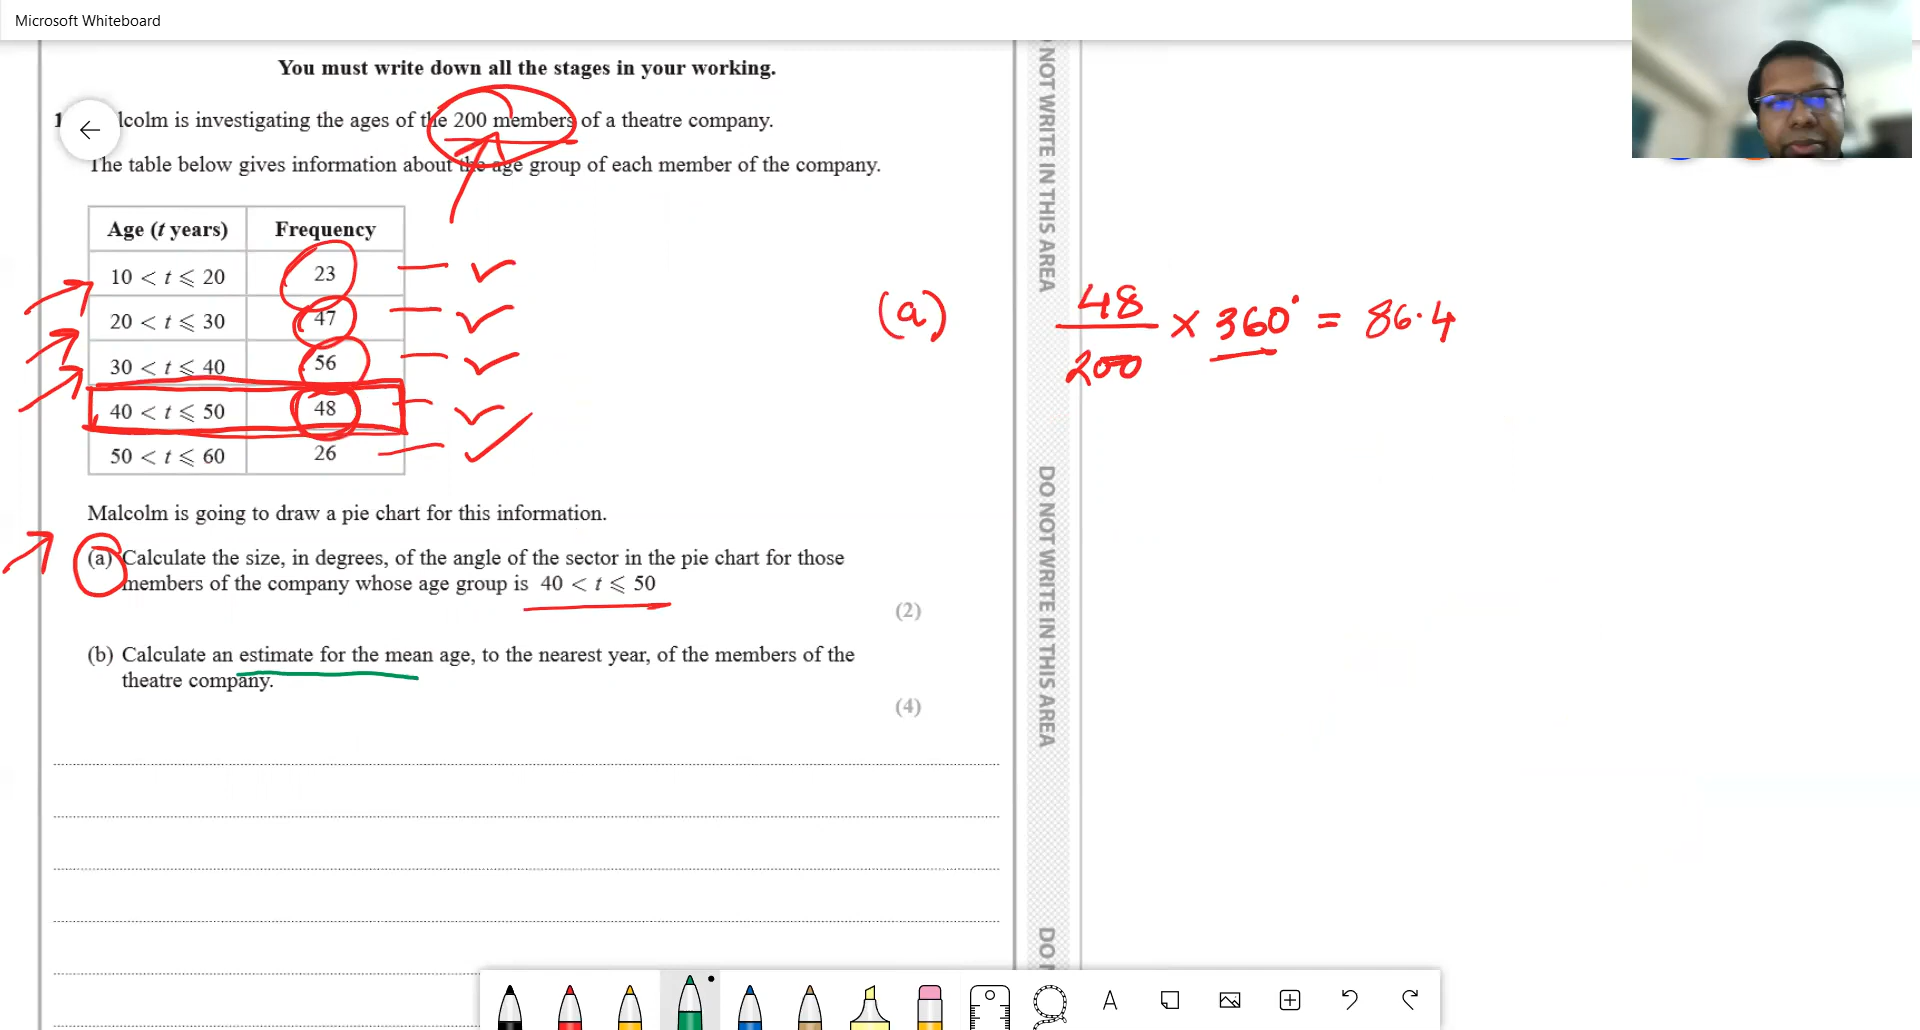 Microsoft Whiteboard
You must write down all the stages in your working.
1 lcolm is investigating the ages of the 200 members of a theatre company.
The table below gives information about the age group of each member of the company.
Age (t years) Frequency
10 < t ⩽ 20 23
20 < t ⩽ 30 47
30 < t ⩽ 40 56
40 < t ⩽ 50 48
50 < t ⩽ 60 26
Malcolm is going to draw a pie chart for this information.
(a) Calculate the size, in degrees, of the angle of the sector in the pie chart for those
members of the company whose age group is 40 < t ⩽ 50
(2)
(b) Calculate an estimate for the mean age, to the nearest year, of the members of the
theatre company.
(4)
NOT WRITE IN THIS AREA
DO NOT WRITE IN THIS AREA
DO
(a) 48/200 × 360° = 86.4
A